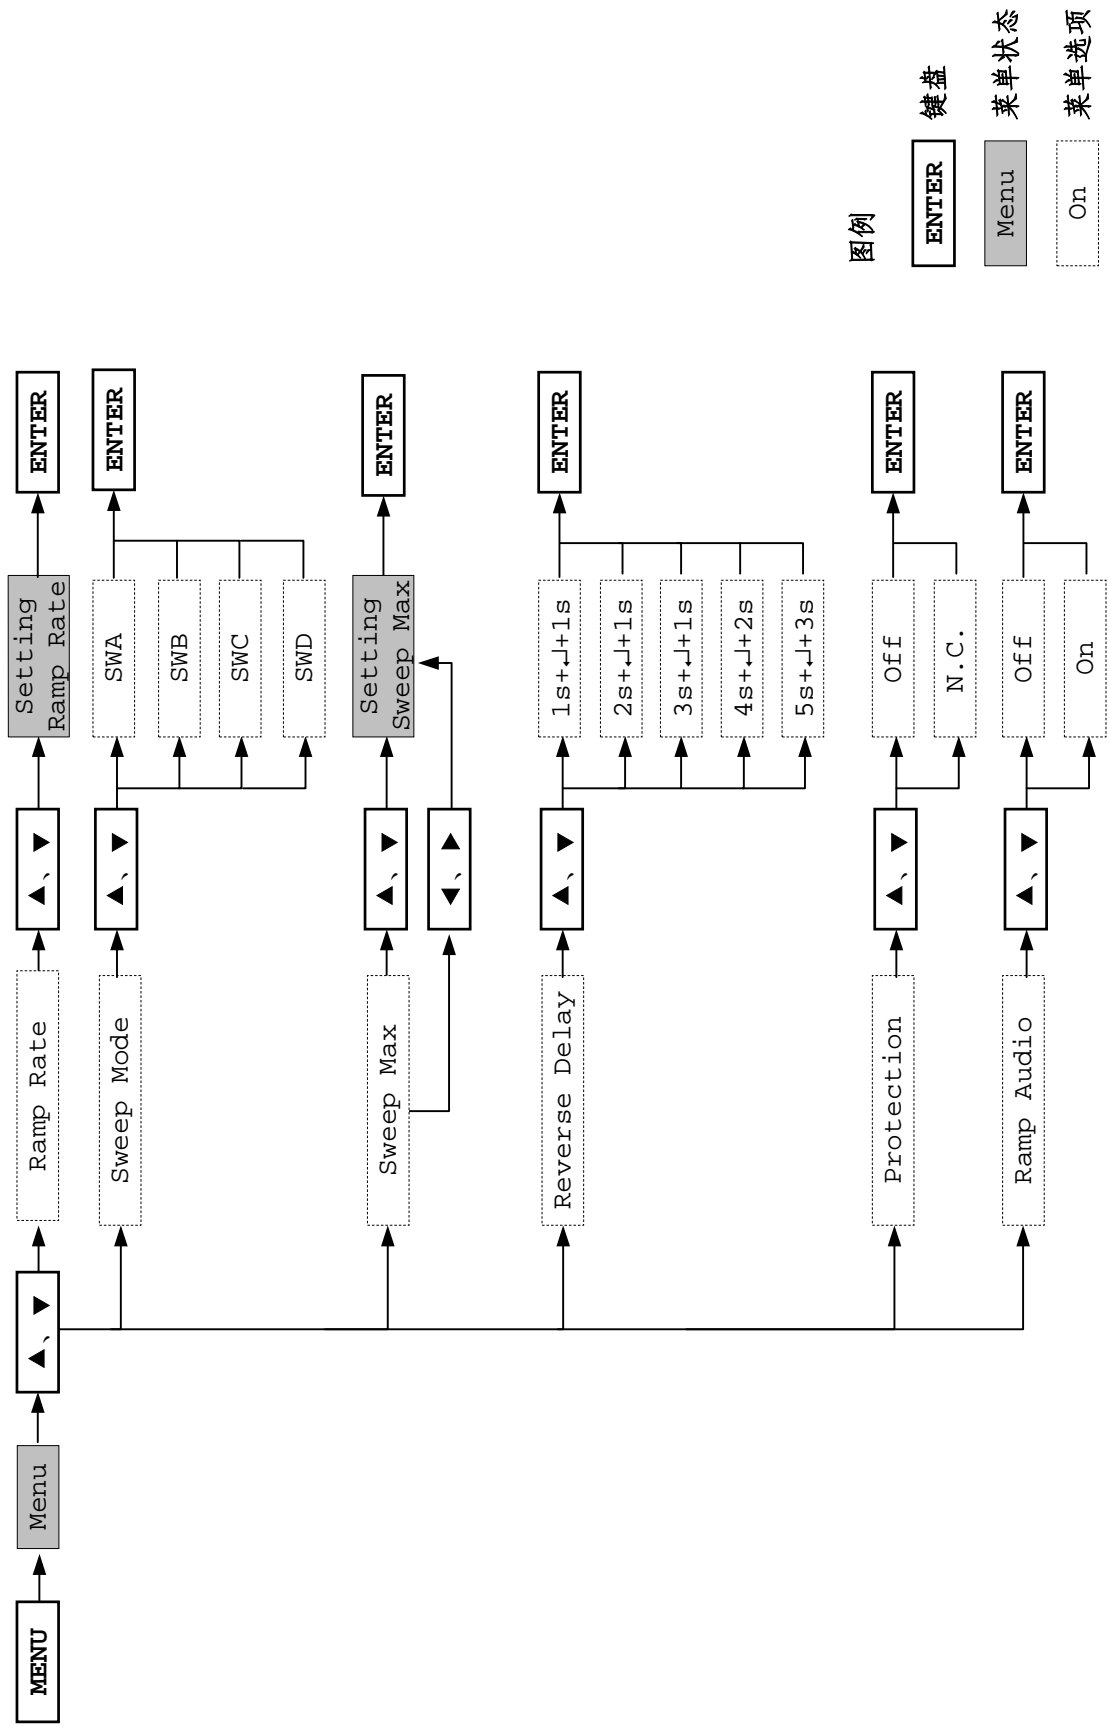 MENU
Menu
▲、▼
Ramp Rate
▲、▼
Setting
Ramp Rate
ENTER
Sweep Mode
▲、▼
SWA
SWB
SWC
SWD
ENTER
Sweep Max
▲、▼
◀、▶
Setting
Sweep Max
ENTER
Reverse Delay
▲、▼
1s+↵+1s
2s+↵+1s
3s+↵+1s
4s+↵+2s
5s+↵+3s
ENTER
Protection
▲、▼
Off
N.C.
ENTER
Ramp Audio
▲、▼
Off
On
ENTER
图例
ENTER
键盘
Menu
菜单状态
On
菜单选项